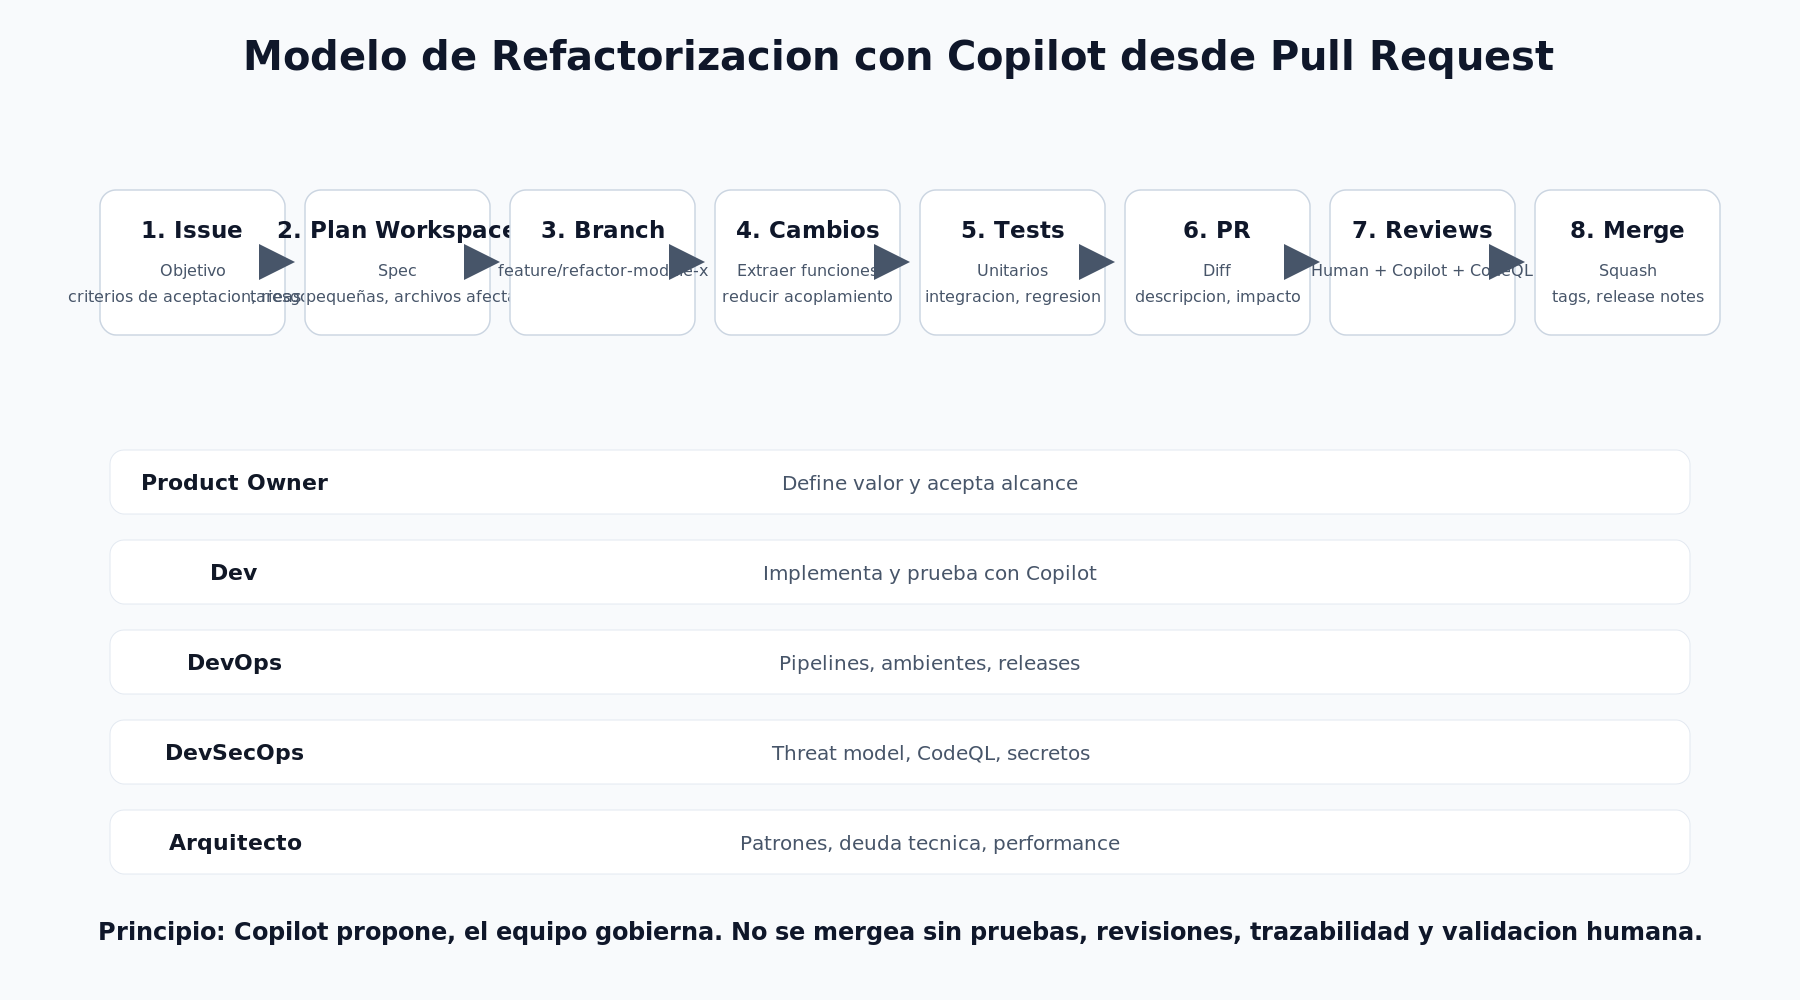 Modelo de Refactorizacion con Copilot desde Pull Request
1. Issue
Objetivo
criterios de aceptacion,
2. Plan Workspace
Spec
pequeñas, archivos
3. Branch
feature/refactor-module-x
4. Cambios
Extraer funciones
reducir acoplamiento
5. Tests
Unitarios
integracion, regresion
6. PR
Diff
descripcion, impacto
7. Reviews
Human + Copilot + CodeQL
8. Merge
Squash
tags, release notes
Product Owner
Define valor y acepta alcance
Dev
Implementa y prueba con Copilot
DevOps
Pipelines, ambientes, releases
DevSecOps
Threat model, CodeQL, secretos
Arquitecto
Patrones, deuda tecnica, performance
Principio: Copilot propone, el equipo gobierna. No se mergea sin pruebas, revisiones, trazabilidad y validacion humana.